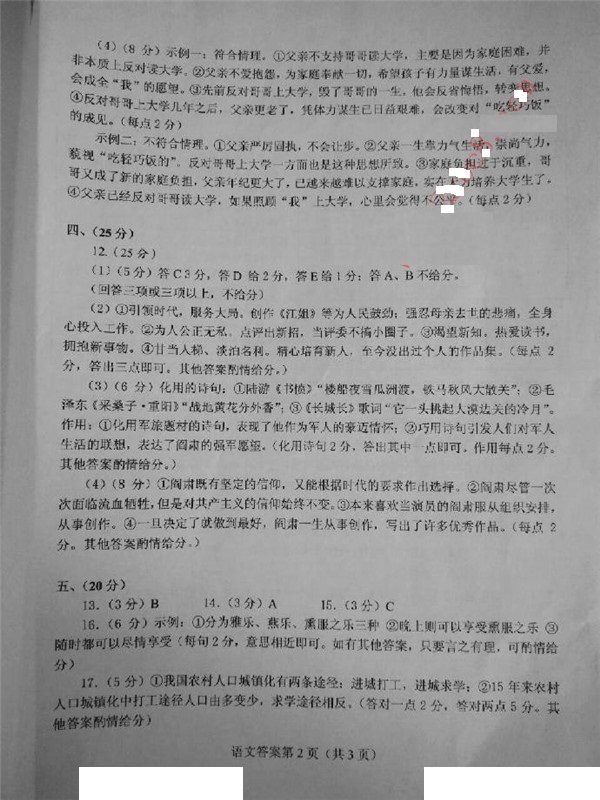 （4）（8 分）示例一：符合情理。①父亲不支持哥哥读大学，主要是因为家庭困难，并
非本质上反对读大学。②父亲不爱抱怨，为家庭奉献一切，希望孩子有力量谋生活，有父爱，
会成全“我”的愿望。③先前反对哥哥上大学，毁了哥哥的一生，他会反省悔悟，转变思想。
④反对哥哥上大学几年之后，父亲更老了，凭体力谋生已日益艰难，会改变对“吃轻巧饭”
的成见。（每点 2 分）
示例二：不符合情理。①父亲严厉固执，不会让步。②父亲一生靠力气生活，崇尚气力，
藐视“吃轻巧饭的”。反对哥哥上大学一方面也是这种思想所致。③家庭负担过于沉重，哥
哥又成了新的家庭负担，父亲年纪更大了，已越来越难以支撑家庭，实在无力培养大学生了。
④父亲已经反对哥哥读大学，如果照顾“我”上大学，心里会觉得不公平。（每点 2 分）
四、（25 分）
12.（25 分）
（1）（5 分）答 C 3 分，答 D 给 2 分，答 E 给 1 分；答 A、B 不给分。
（回答三项或三项以上，不给分）
（2）①引领时代，服务大局。创作《江姐》等为人民鼓劲；强忍母亲去世的悲痛，全身
心投入工作。②为人公正无私。点评出新招，当评委不搞小圈子。③渴望新知。热爱读书，
拥抱新事物。④甘当人梯、淡泊名利。精心培育新人，至今没出过个人的作品集。（每点 2
分，答出三点即可。其他答案酌情给分。）
（3）（6 分）化用的诗句：①陆游《书愤》“楼船夜雪瓜洲渡，铁马秋风大散关”；②毛
泽东《采桑子·重阳》“战地黄花分外香”；③《长城长》歌词“它一头挑起大漠边关的冷月”。
作用：①化用军旅题材的诗句，表现了他作为军人的豪迈情怀；②巧用诗句引发人们对军人
生活的联想，表达了阎肃的强军愿望。（化用诗句 2 分，答出其中一点即可。作用每点 2 分。
其他答案酌情给分。）
（4）（8 分）①阎肃既有坚定的信仰，又能根据时代的要求作出选择。②阎肃尽管一次
次面临流血牺牲，但是对共产主义的信仰始终不变。③本来喜欢当演员的阎肃服从组织安排，
从事创作。④一旦决定了就做到最好，阎肃一生从事创作，写出了许多优秀作品。（每点 2
分。其他答案酌情给分。）
五、（20 分）
13.（3 分）B 14.（3 分）A 15.（3 分）C
16.（6 分）示例：①分为雅乐、燕乐、熏服之乐三种 ②晚上则可以享受熏服之乐 ③
随时都可以尽情享受（每句 2 分，意思相近即可。如有其他答案，只要言之有理，可酌情给
分）
17.（5 分）①我国农村人口城镇化有两条途径：进城打工，进城求学；②15 年来农村
人口城镇化中打工途径人口由多变少，求学途径相反。（答对一点 2 分，答对两点 5 分。其
他答案酌情给分）
语文答案第 2 页（共 3 页）